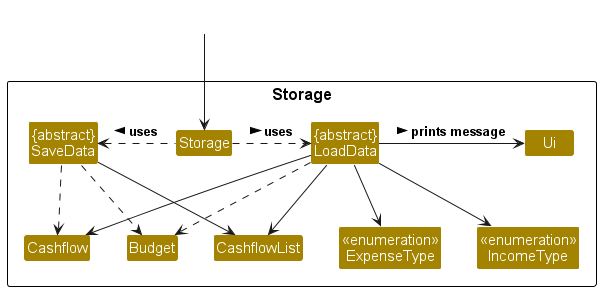 Storage
{abstract}
SaveData
uses
Storage
uses
{abstract}
LoadData
prints message
Ui
Cashflow
Budget
CashflowList
«enumeration»
ExpenseType
«enumeration»
IncomeType